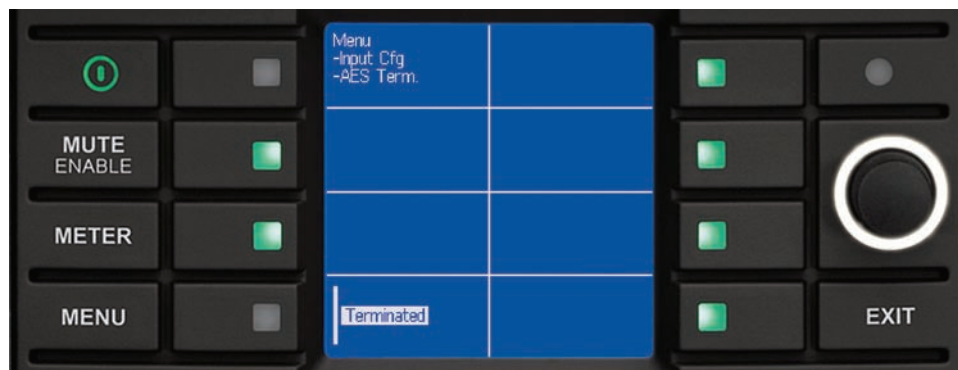 Menu
-Input Cfg
-AES Term.
MUTE
ENABLE
METER
MENU
Terminated
EXIT